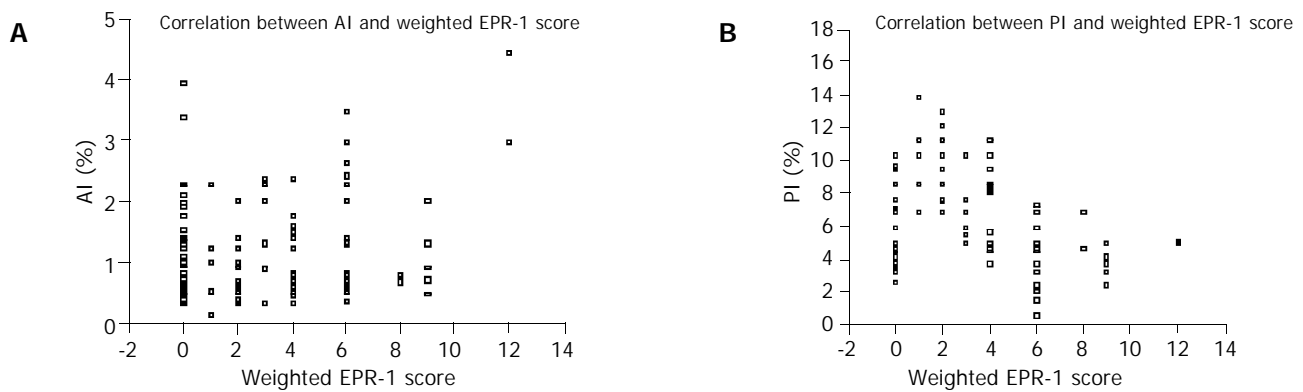 A
Correlation between AI and weighted EPR-1 score
5
4
3
2
1
0
AI (%)
-2 0 2 4 6 8 10 12 14
Weighted EPR-1 score
B
Correlation between PI and weighted EPR-1 score
18
16
14
12
10
8
6
4
2
0
PI (%)
-2 0 2 4 6 8 10 12 14
Weighted EPR-1 score